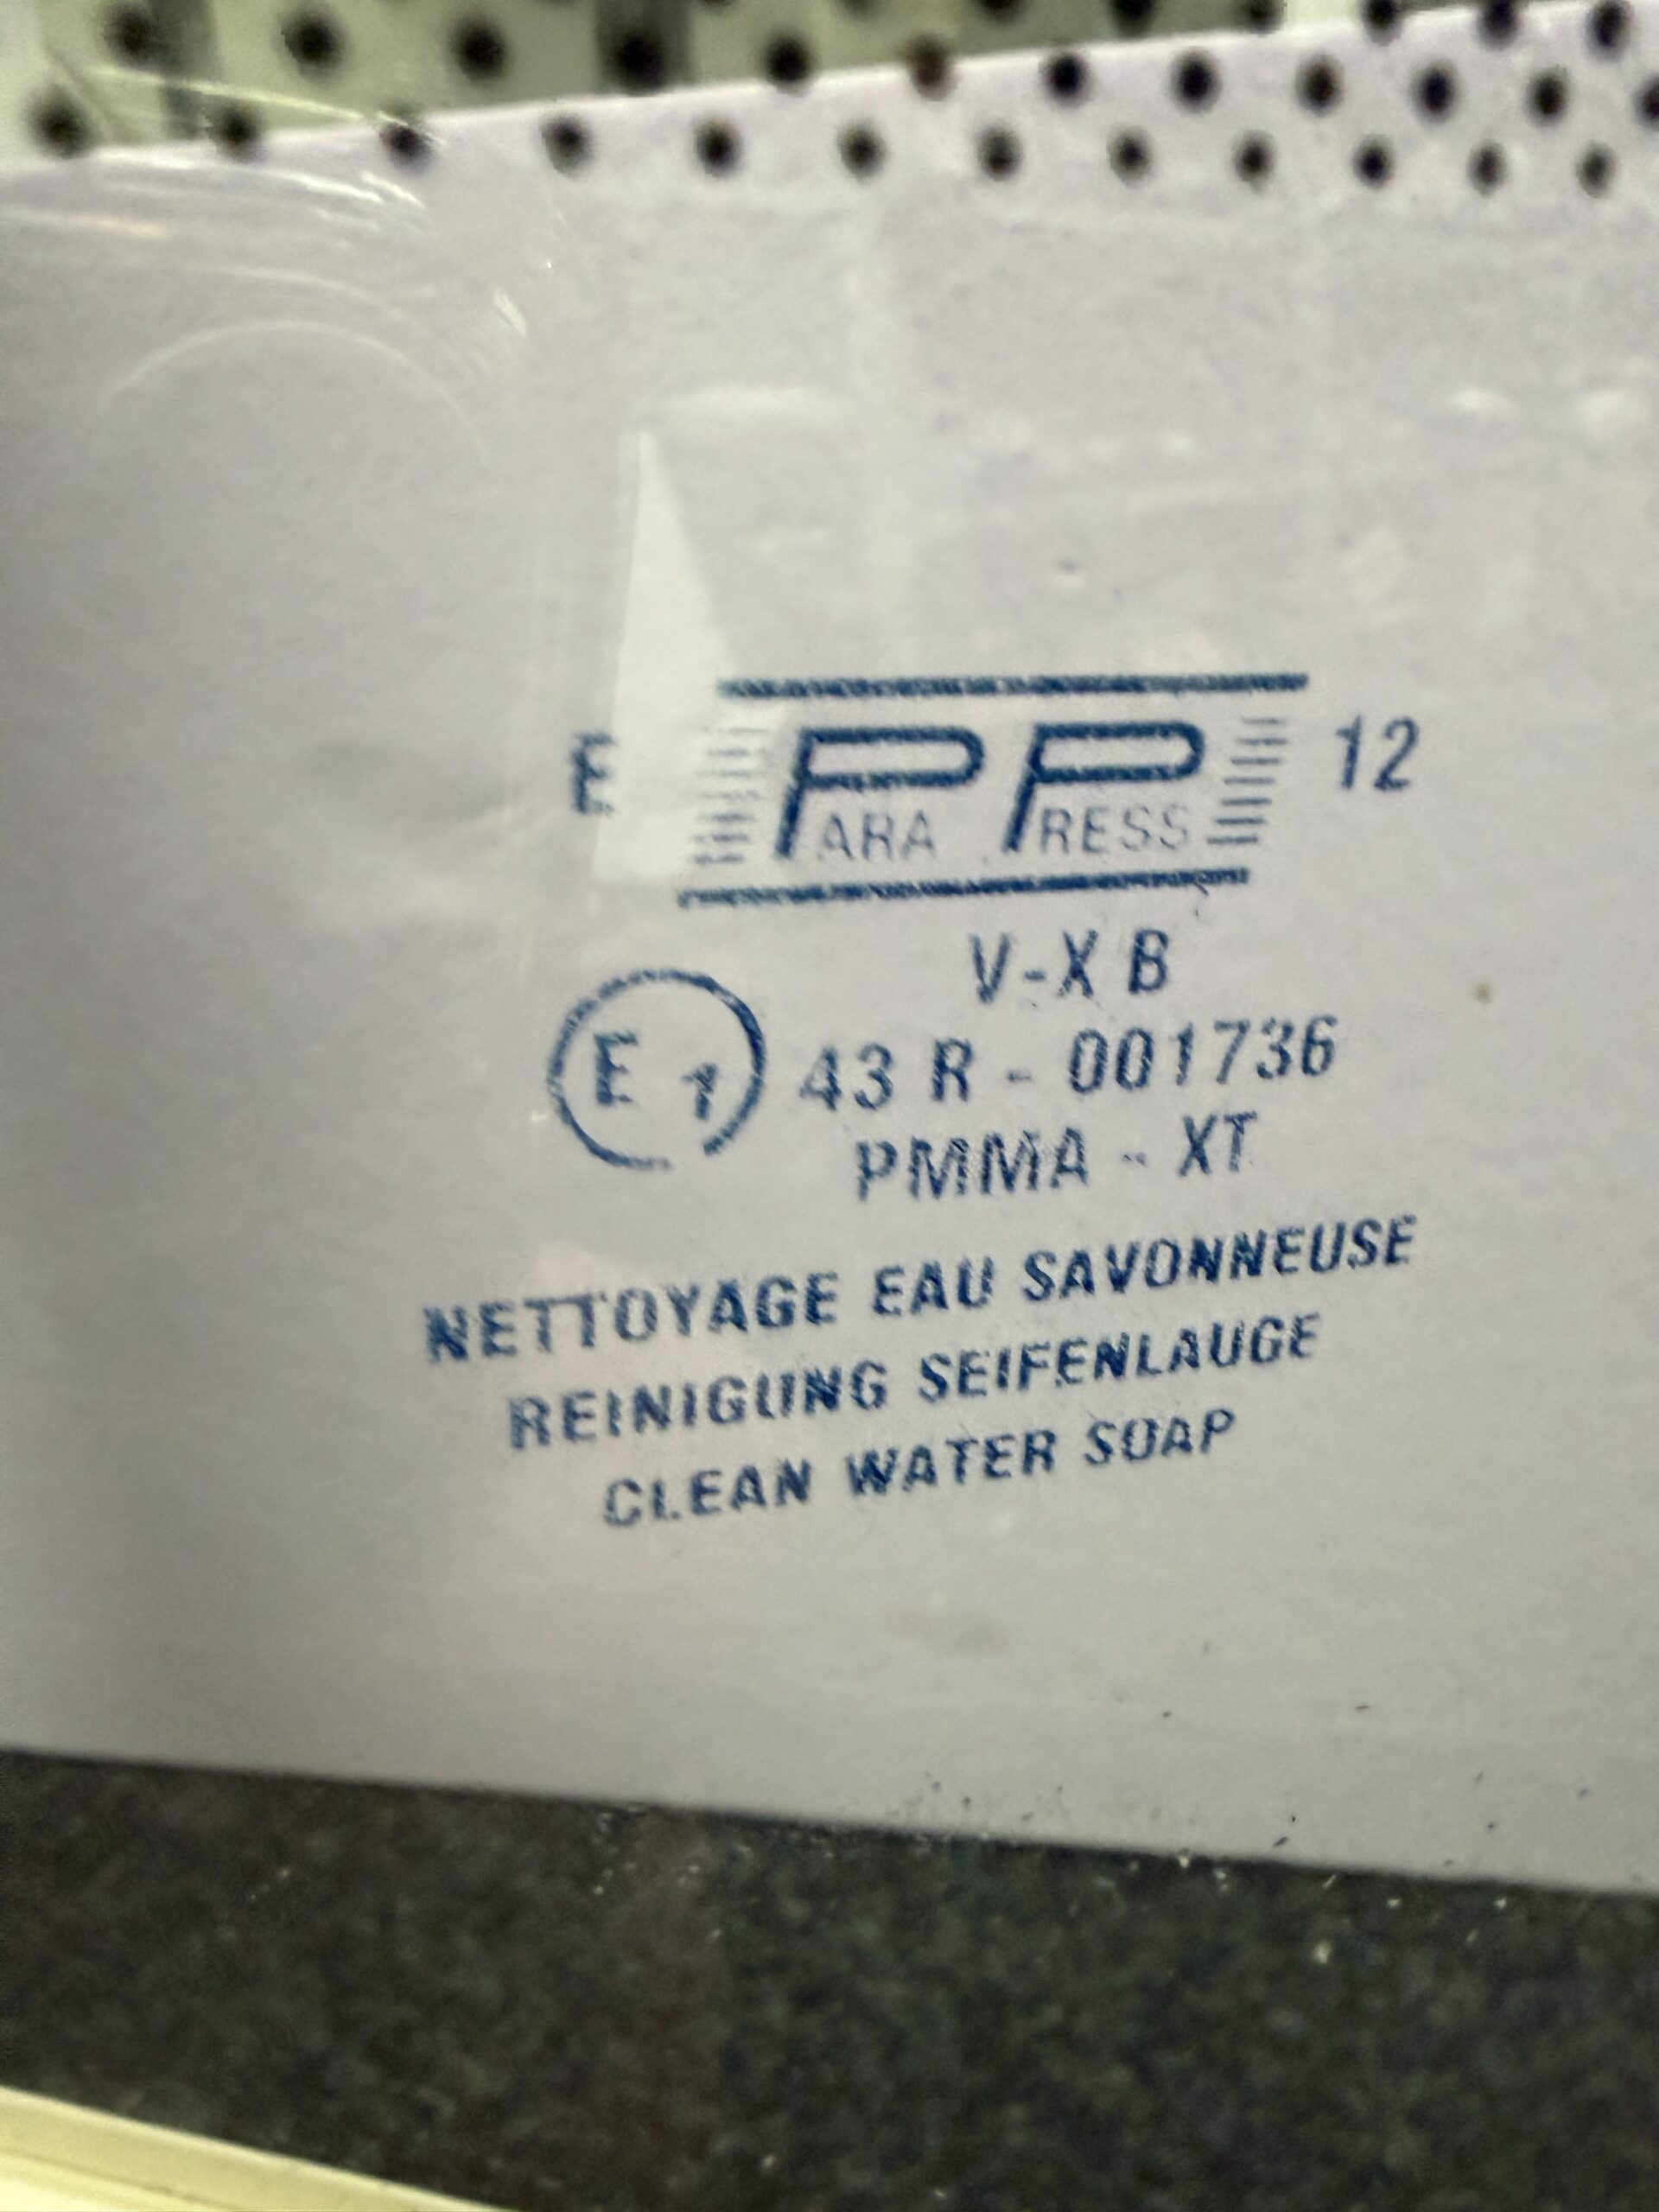 E PARA PRESS 12
V-X B
E 1 43 R - 001736
PMMA - XT
NETTOYAGE EAU SAVONNEUSE
REINIGUNG SEIFENLAUGE
CLEAN WATER SOAP